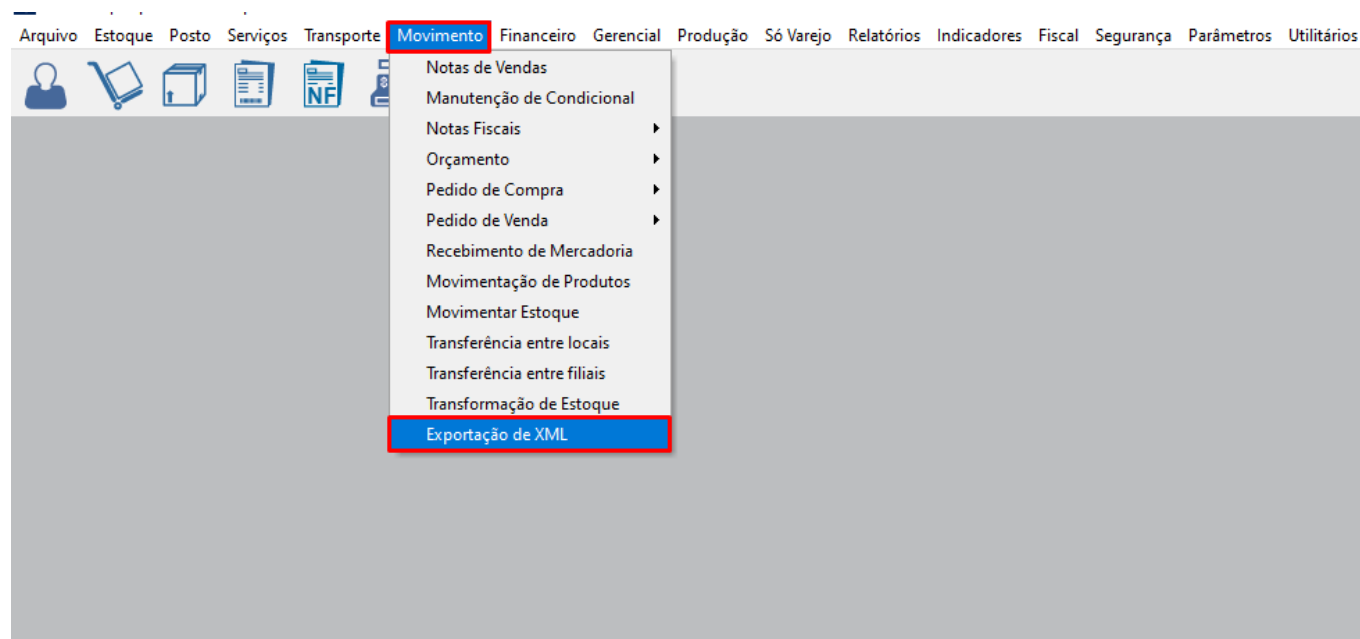 Arquivo Estoque Posto Serviços Transporte Movimento Financeiro Gerencial Produção Só Varejo Relatórios Indicadores Fiscal Segurança Parâmetros Utilitários
NF
Notas de Vendas
Manutenção de Condicional
Notas Fiscais
Orçamento
Pedido de Compra
Pedido de Venda
Recebimento de Mercadoria
Movimentação de Produtos
Movimentar Estoque
Transferência entre locais
Transferência entre filiais
Transformação de Estoque
Exportação de XML